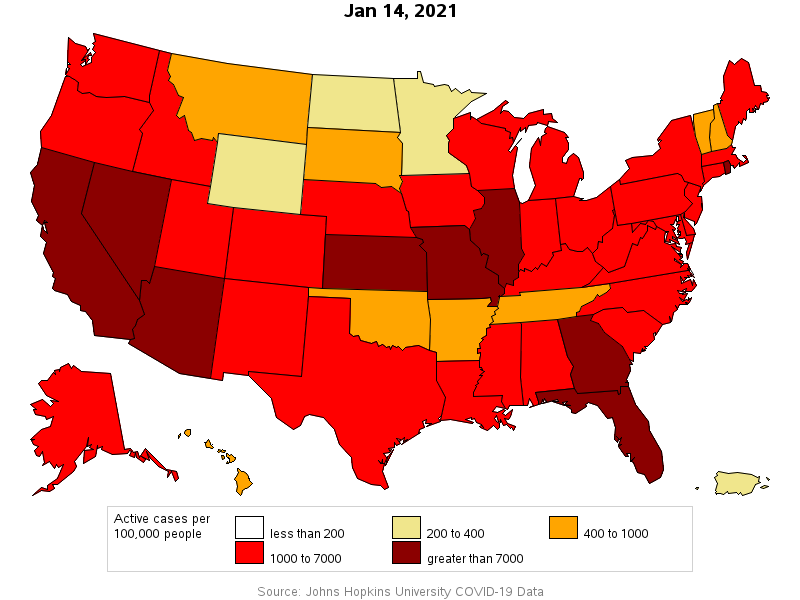 Jan 14, 2021
Active cases per
100,000 people
less than 200
200 to 400
400 to 1000
1000 to 7000
greater than 7000
Source: Johns Hopkins University COVID-19 Data